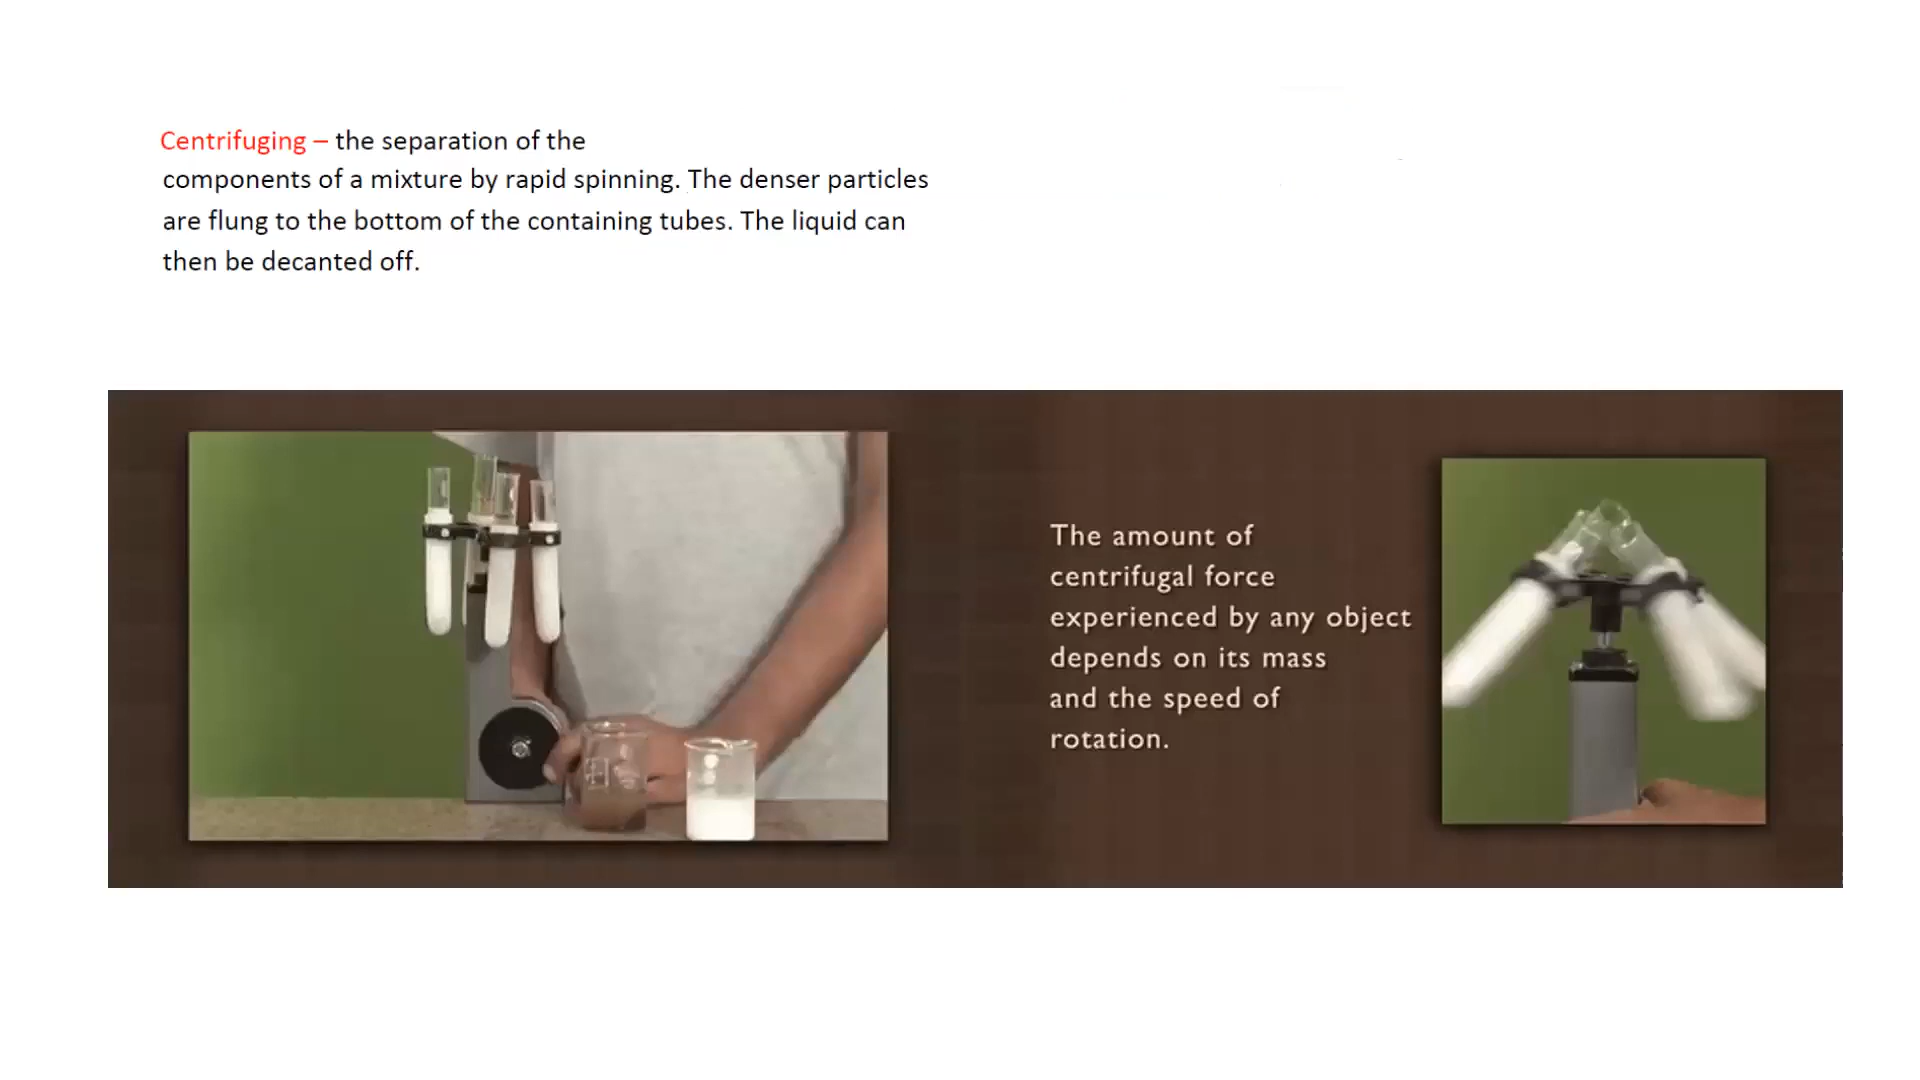 Centrifuging – the separation of the
components of a mixture by rapid spinning. The denser particles
are flung to the bottom of the containing tubes. The liquid can
then be decanted off.
The amount of
centrifugal force
experienced by any object
depends on its mass
and the speed of
rotation.